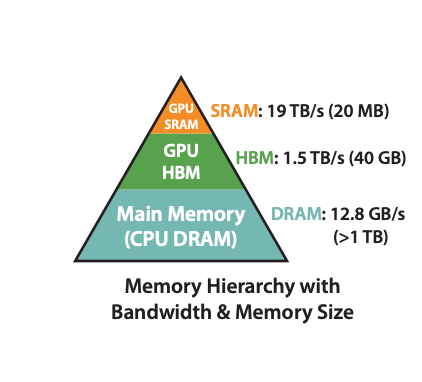 GPU
SRAM
SRAM: 19 TB/s (20 MB)
GPU
HBM
HBM: 1.5 TB/s (40 GB)
Main Memory
(CPU DRAM)
DRAM: 12.8 GB/s
(>1 TB)
Memory Hierarchy with
Bandwidth & Memory Size